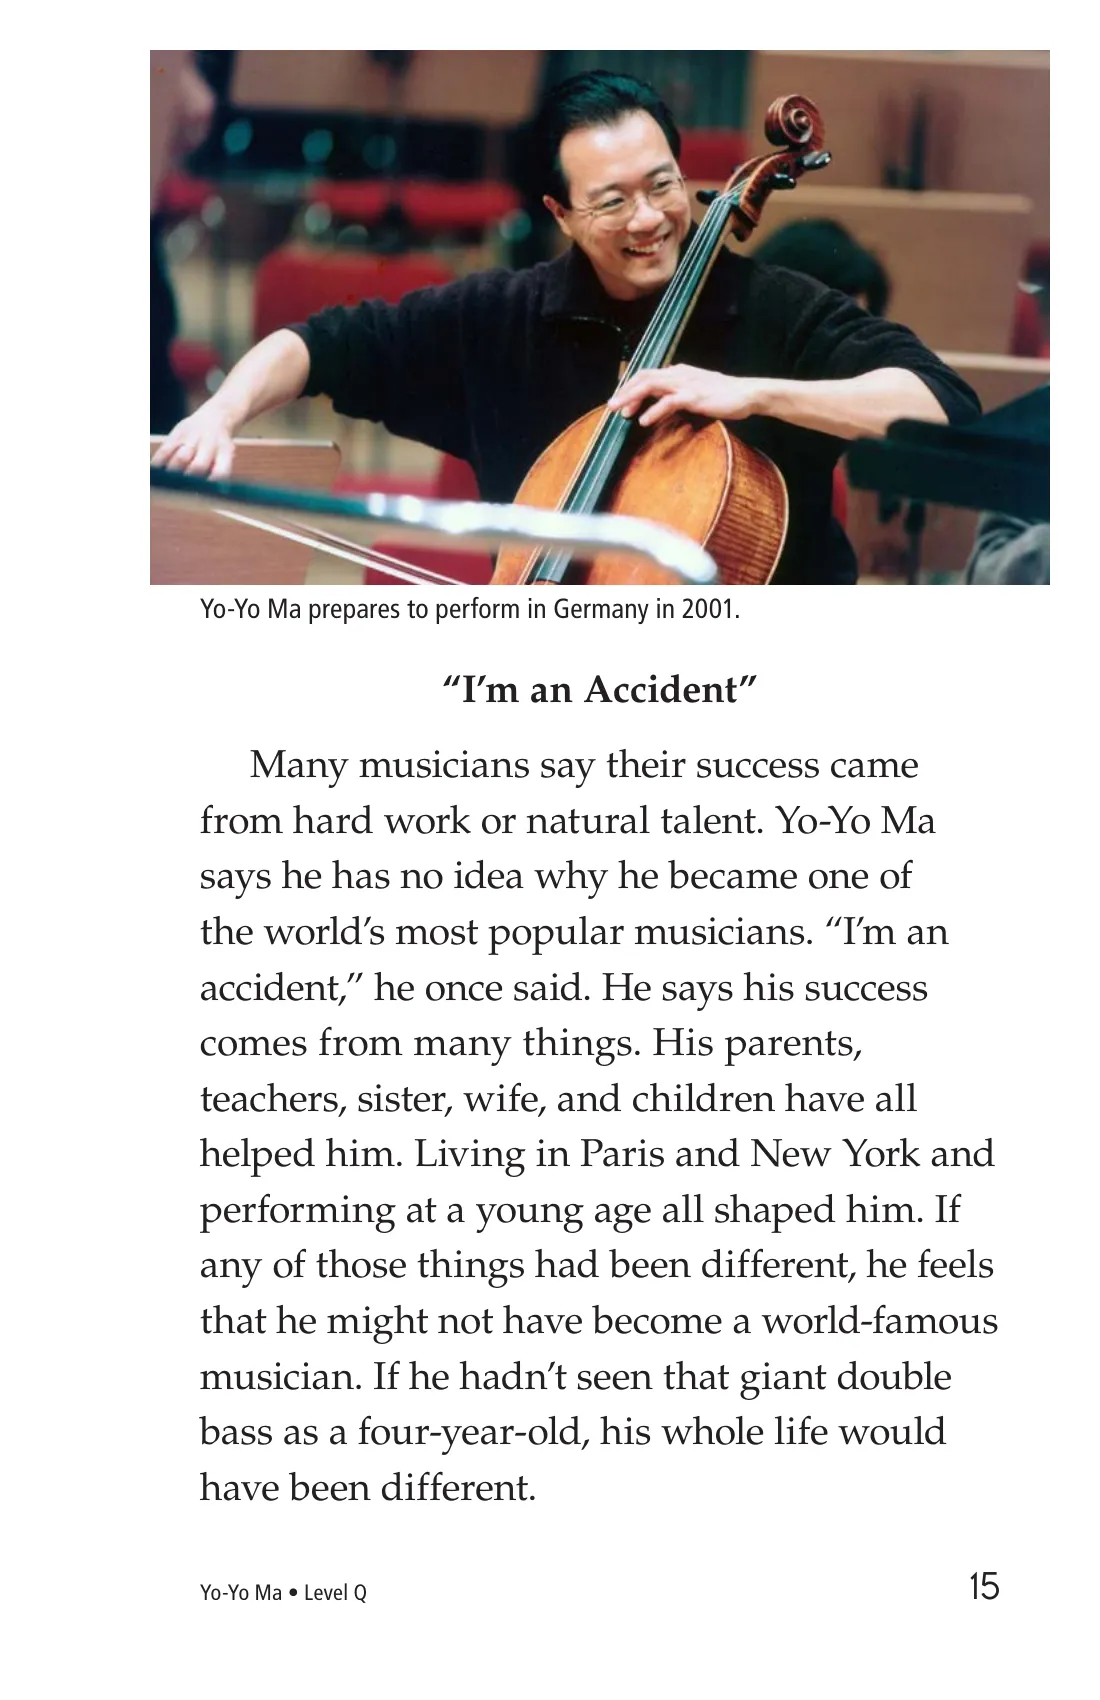 Yo-Yo Ma prepares to perform in Germany in 2001.
“I’m an Accident”
Many musicians say their success came
from hard work or natural talent. Yo-Yo Ma
says he has no idea why he became one of
the world’s most popular musicians. “I’m an
accident,” he once said. He says his success
comes from many things. His parents,
teachers, sister, wife, and children have all
helped him. Living in Paris and New York and
performing at a young age all shaped him. If
any of those things had been different, he feels
that he might not have become a world-famous
musician. If he hadn’t seen that giant double
bass as a four-year-old, his whole life would
have been different.
Yo-Yo Ma • Level Q
15